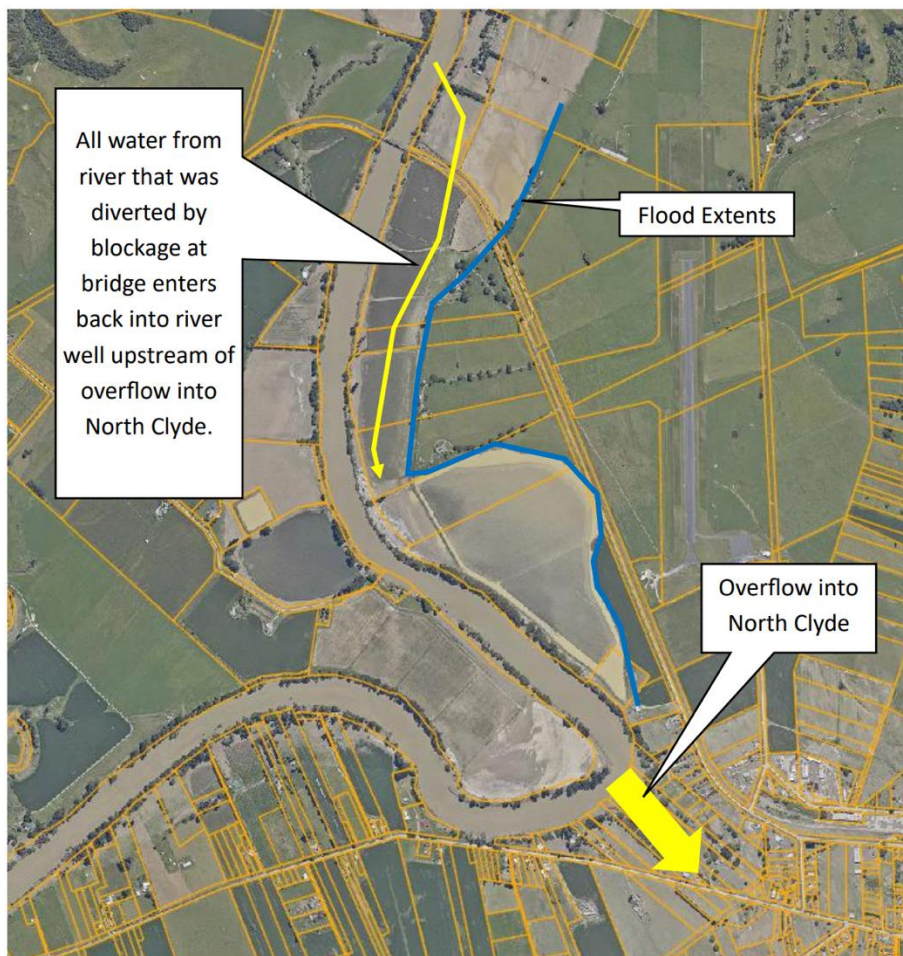 All water from
river that was
diverted by
blockage at
bridge enters
back into river
well upstream of
overflow into
North Clyde.
Flood Extents
Overflow into
North Clyde